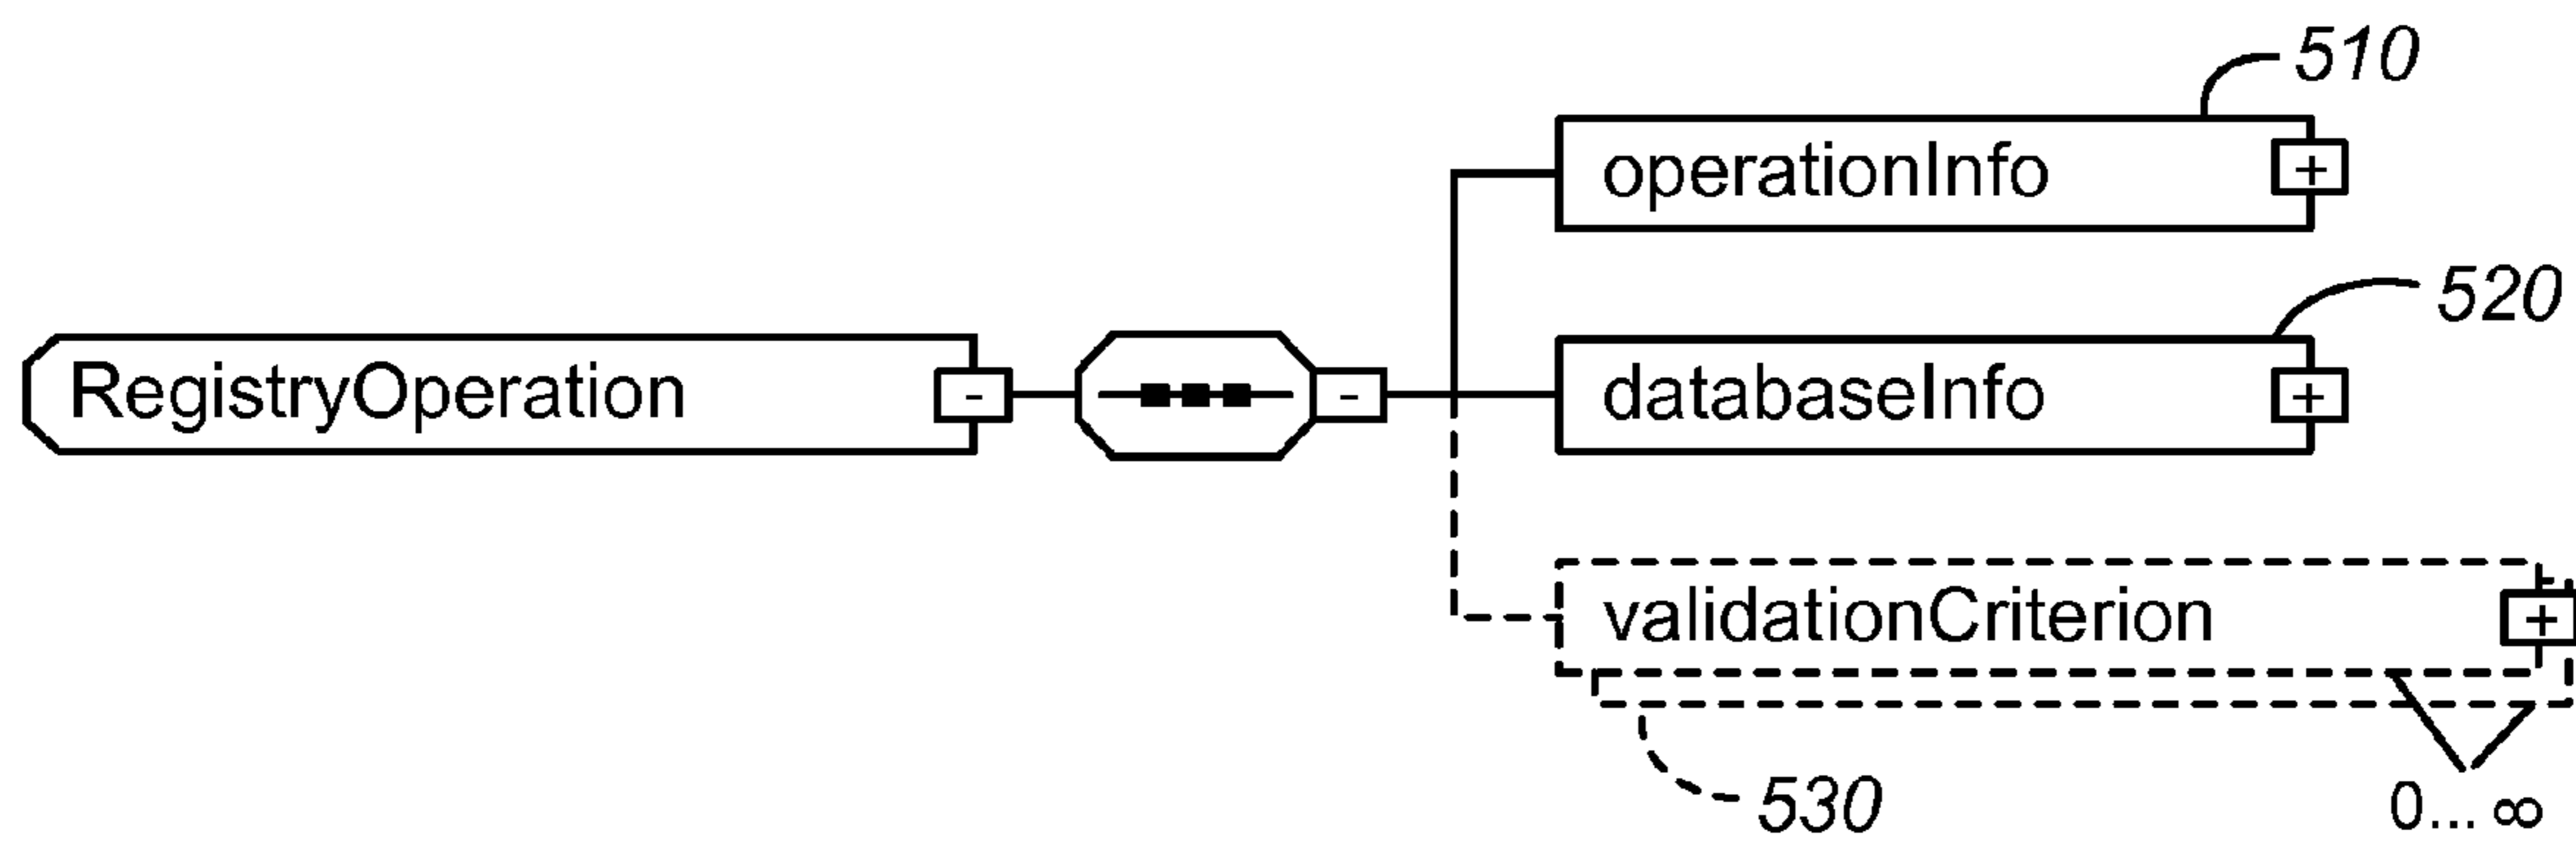 510
operationInfo
+
520
RegistryOperation
-
-
databaseInfo
+
validationCriterion
+
530
0... ∞